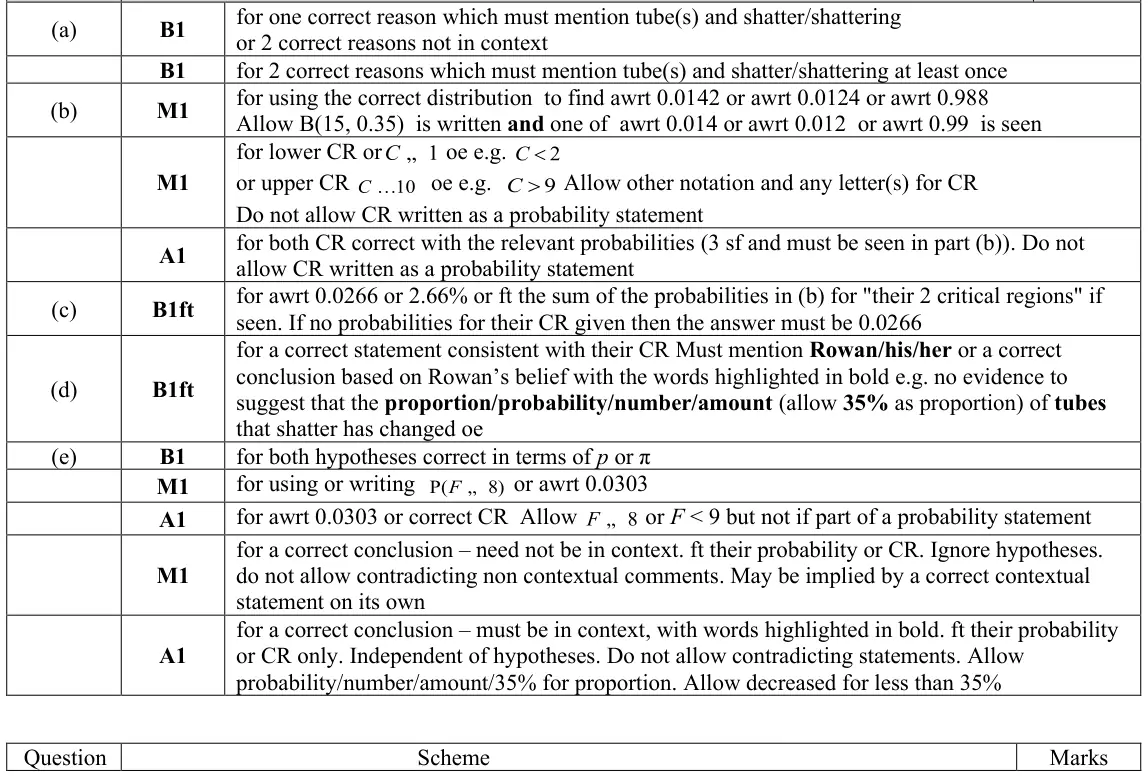 (a) B1 for one correct reason which must mention tube(s) and shatter/shattering
or 2 correct reasons not in context
B1 for 2 correct reasons which must mention tube(s) and shatter/shattering at least once
(b) M1 for using the correct distribution to find awrt 0.0142 or awrt 0.0124 or awrt 0.988
Allow B(15, 0.35) is written and one of awrt 0.014 or awrt 0.012 or awrt 0.99 is seen
M1 for lower CR or C „ 1 oe e.g. C < 2
or upper CR C …10 oe e.g. C > 9 Allow other notation and any letter(s) for CR
Do not allow CR written as a probability statement
A1 for both CR correct with the relevant probabilities (3 sf and must be seen in part (b)). Do not
allow CR written as a probability statement
(c) B1ft for awrt 0.0266 or 2.66% or ft the sum of the probabilities in (b) for "their 2 critical regions" if
seen. If no probabilities for their CR given then the answer must be 0.0266
(d) B1ft for a correct statement consistent with their CR Must mention Rowan/his/her or a correct
conclusion based on Rowan's belief with the words highlighted in bold e.g. no evidence to
suggest that the proportion/probability/number/amount (allow 35% as proportion) of tubes
that shatter has changed oe
(e) B1 for both hypotheses correct in terms of p or π
M1 for using or writing P(F „ 8) or awrt 0.0303
A1 for awrt 0.0303 or correct CR Allow F „ 8 or F < 9 but not if part of a probability statement
M1 for a correct conclusion – need not be in context. ft their probability or CR. Ignore hypotheses.
do not allow contradicting non contextual comments. May be implied by a correct contextual
statement on its own
A1 for a correct conclusion – must be in context, with words highlighted in bold. ft their probability
or CR only. Independent of hypotheses. Do not allow contradicting statements. Allow
probability/number/amount/35% for proportion. Allow decreased for less than 35%
Question Scheme Marks